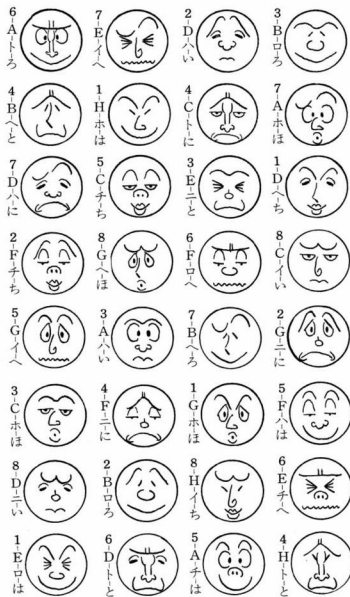 6-A-ト-ろ
7-E-イ-へ
2-D-ハ-い
3-B-ロ-ろ
4-B-ヘ-と
1-H-ホ-は
4-C-ト-に
7-A-ホ-ほ
7-D-ハ-に
5-C-チ-ち
3-E-ニ-と
1-D-ヘ-ち
2-F-チ-ち
8-G-ヘ-ほ
6-F-ロ-へ
8-C-イ-い
5-G-イ-へ
3-A-ハ-い
7-B-ヘ-ろ
2-G-ニ-に
3-C-ホ-ほ
4-F-ニ-に
1-G-ホ-ほ
5-F-ハ-は
8-D-ニ-い
2-B-ロ-ろ
8-H-イ-ち
6-E-チ-へ
1-E-ロ-は
6-D-ト-と
5-A-チ-は
4-H-ト-と